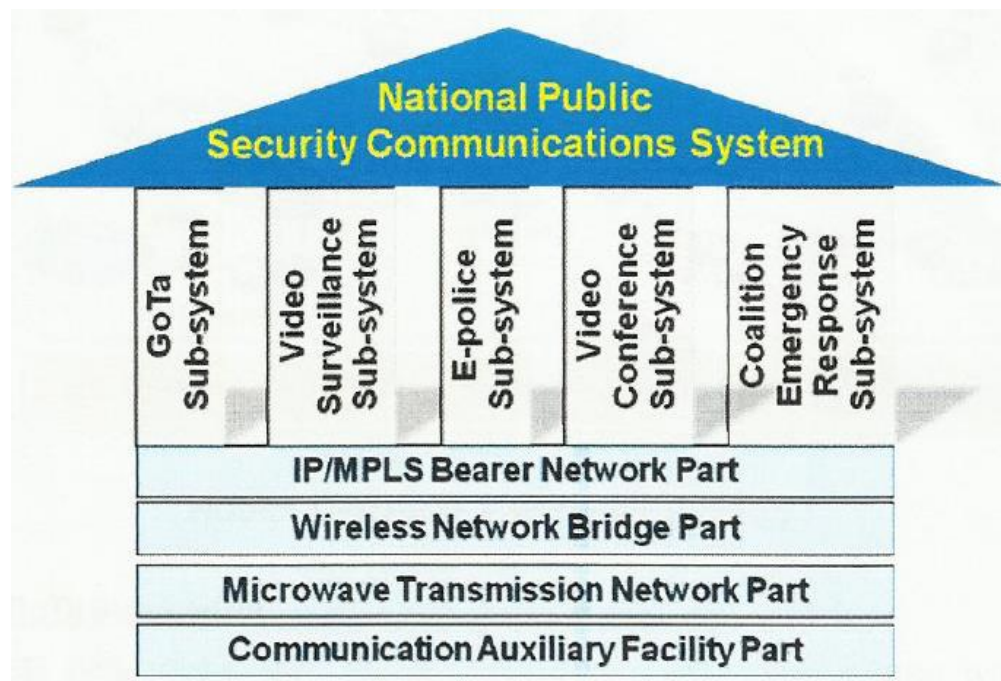 National Public
Security Communications System
GoTa
Sub-system
Video
Surveillance
Sub-system
E-police
Sub-system
Video
Conference
Sub-system
Coalition
Emergency
Response
Sub-system
IP/MPLS Bearer Network Part
Wireless Network Bridge Part
Microwave Transmission Network Part
Communication Auxiliary Facility Part